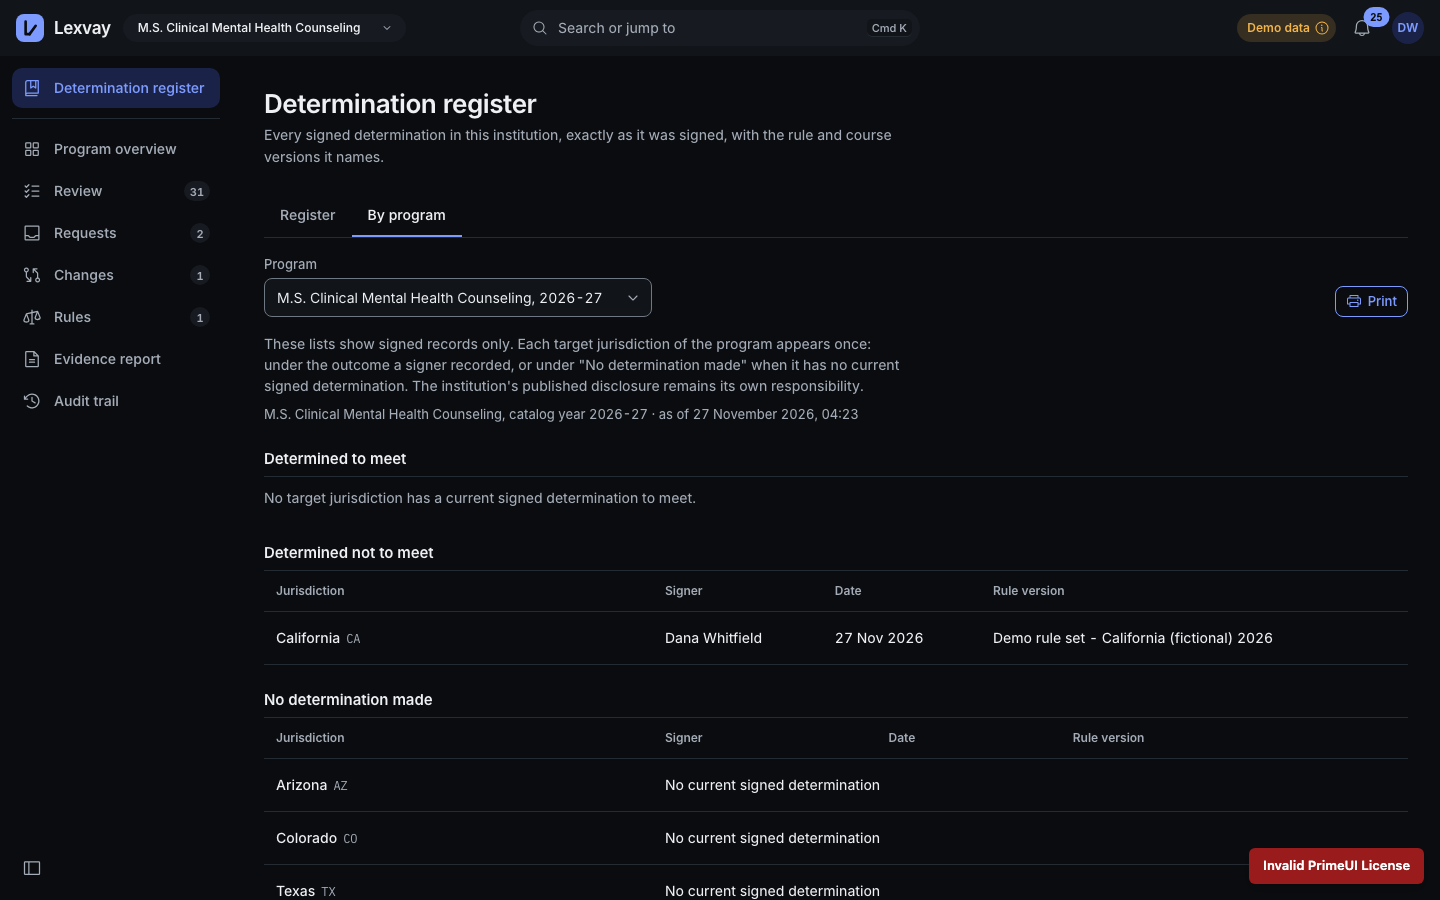 Lexvay
M.S. Clinical Mental Health Counseling
Search or jump to
Cmd K
Demo data
25
DW
Determination register
Program overview
Review 31
Requests 2
Changes 1
Rules 1
Evidence report
Audit trail
Determination register
Every signed determination in this institution, exactly as it was signed, with the rule and course
versions it names.
Register By program
Program
M.S. Clinical Mental Health Counseling, 2026-27
Print
These lists show signed records only. Each target jurisdiction of the program appears once:
under the outcome a signer recorded, or under "No determination made" when it has no current
signed determination. The institution's published disclosure remains its own responsibility.
M.S. Clinical Mental Health Counseling, catalog year 2026-27 · as of 27 November 2026, 04:23
Determined to meet
No target jurisdiction has a current signed determination to meet.
Determined not to meet
Jurisdiction Signer Date Rule version
California CA Dana Whitfield 27 Nov 2026 Demo rule set - California (fictional) 2026
No determination made
Jurisdiction Signer Date Rule version
Arizona AZ No current signed determination
Colorado CO No current signed determination
Texas TX No current signed determination
Invalid PrimeUI License